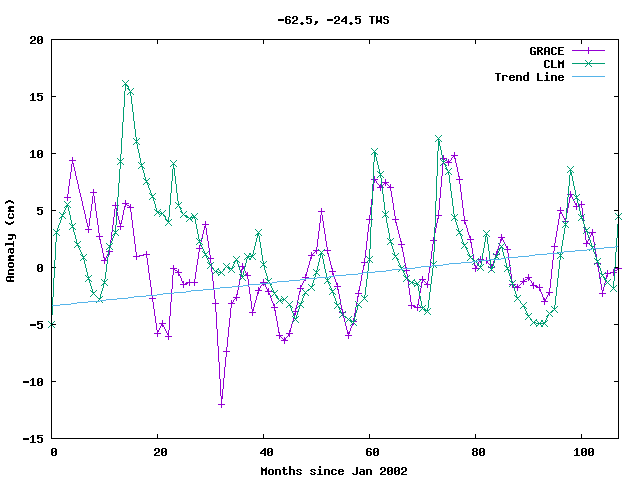 -62.5, -24.5 TWS
GRACE
CLM
Trend Line
20
15
10
5
0
-5
-10
-15
Anomaly (cm)
0 20 40 60 80 100
Months since Jan 2002